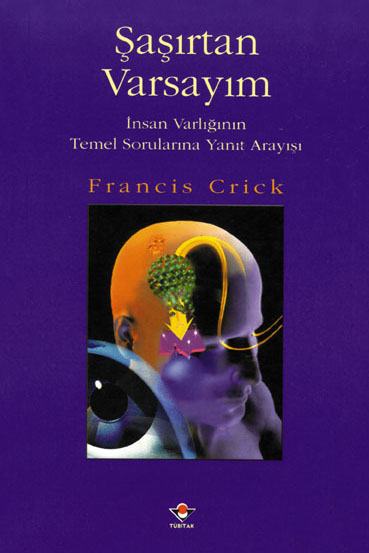 Şaşırtan
Varsayım
İnsan Varlığının
Temel Sorularına Yanıt Arayışı
Francis Crick
TÜBİTAK